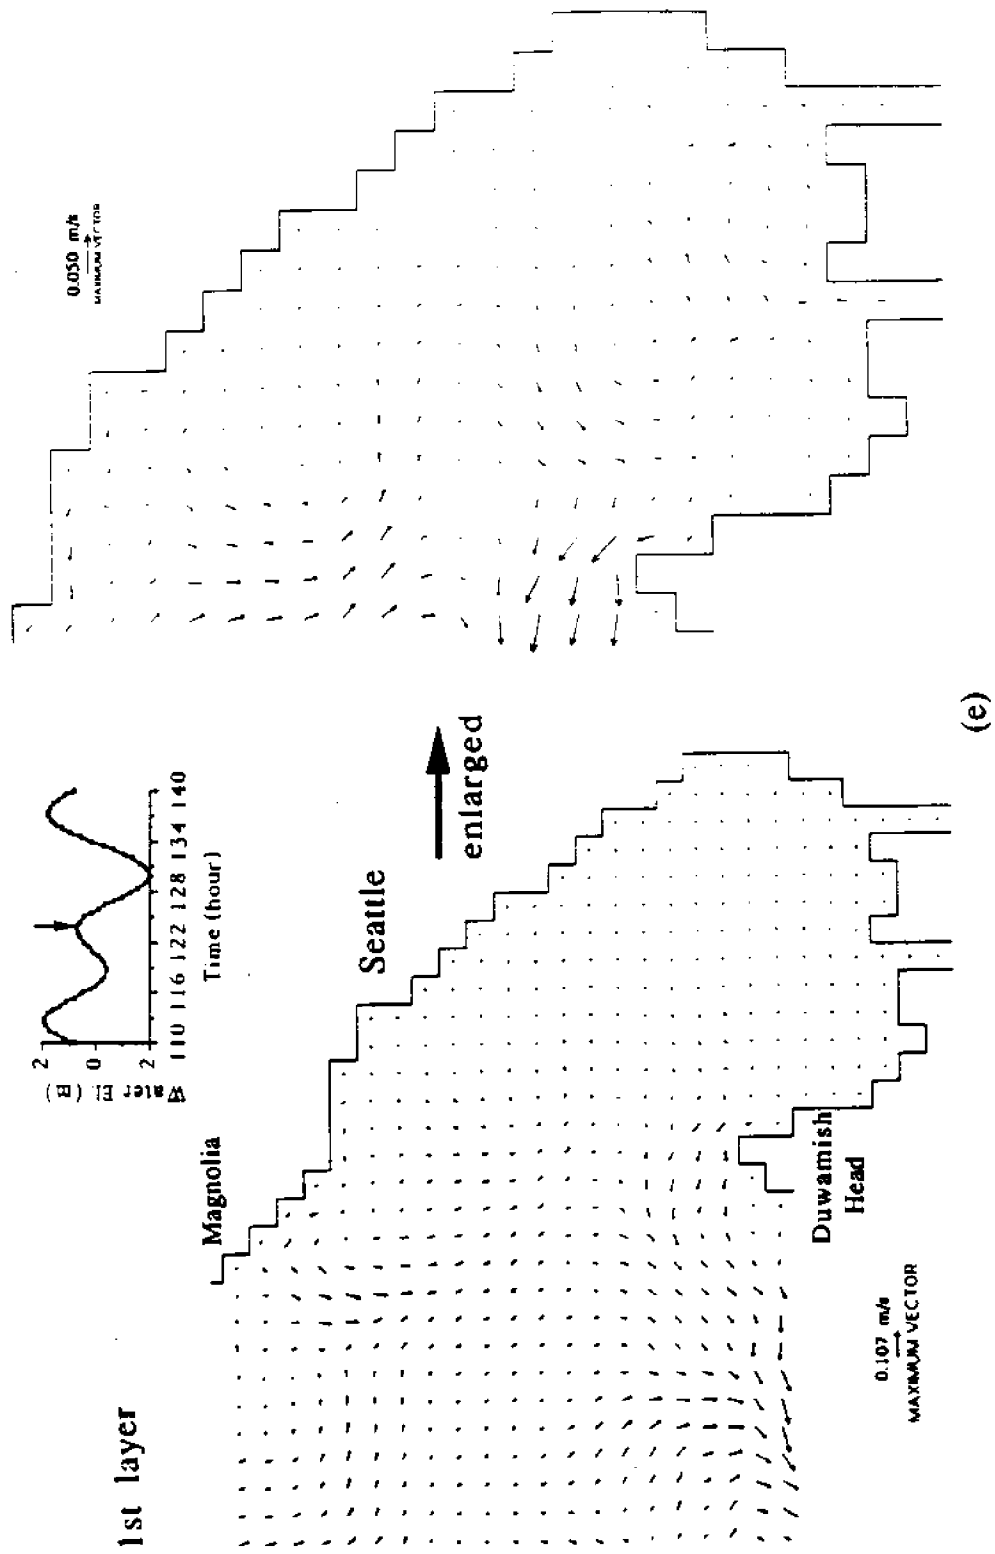 1st layer
Magnolia
Water El. (m)
2
0
2
110 116 122 128 134 140
Time (hour)
Seattle
enlarged
0.050 m/s
MAXIMUM VECTOR
Duwamish
Head
0.107 m/s
MAXIMUM VECTOR
(e)